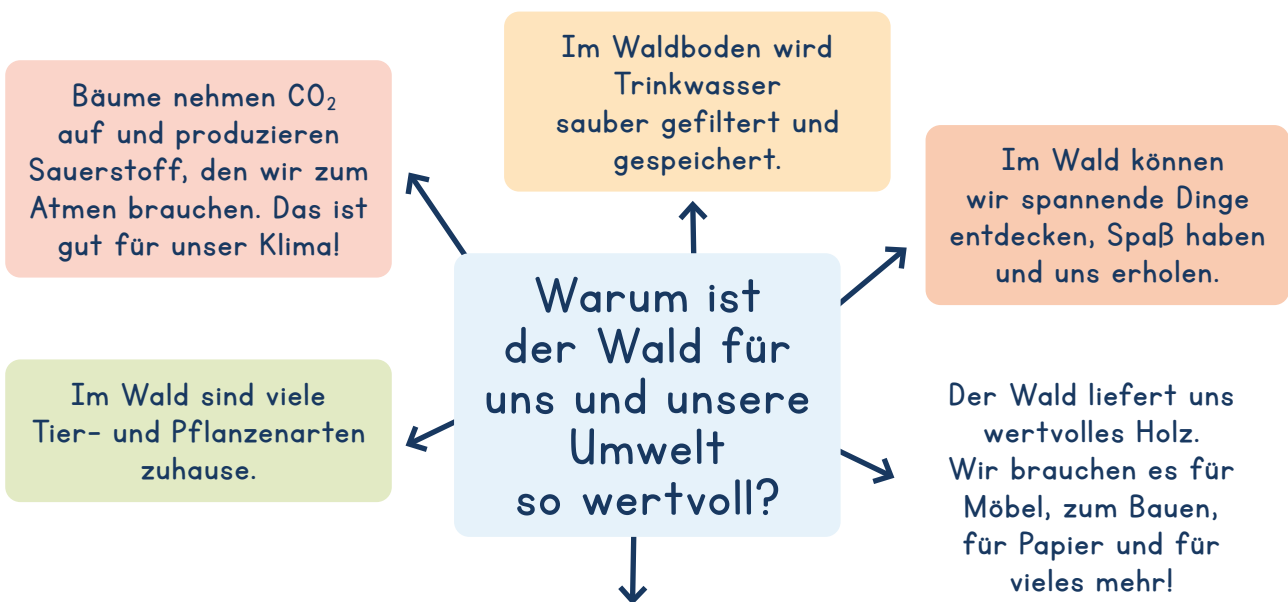 Im Waldboden wird
Trinkwasser
sauber gefiltert und
gespeichert.
Bäume nehmen CO₂
auf und produzieren
Sauerstoff, den wir zum
Atmen brauchen. Das ist
gut für unser Klima!
Im Wald können
wir spannende Dinge
entdecken, Spaß haben
und uns erholen.
Warum ist
der Wald für
uns und unsere
Umwelt
so wertvoll?
Im Wald sind viele
Tier- und Pflanzenarten
zuhause.
Der Wald liefert uns
wertvolles Holz.
Wir brauchen es für
Möbel, zum Bauen,
für Papier und für
vieles mehr!